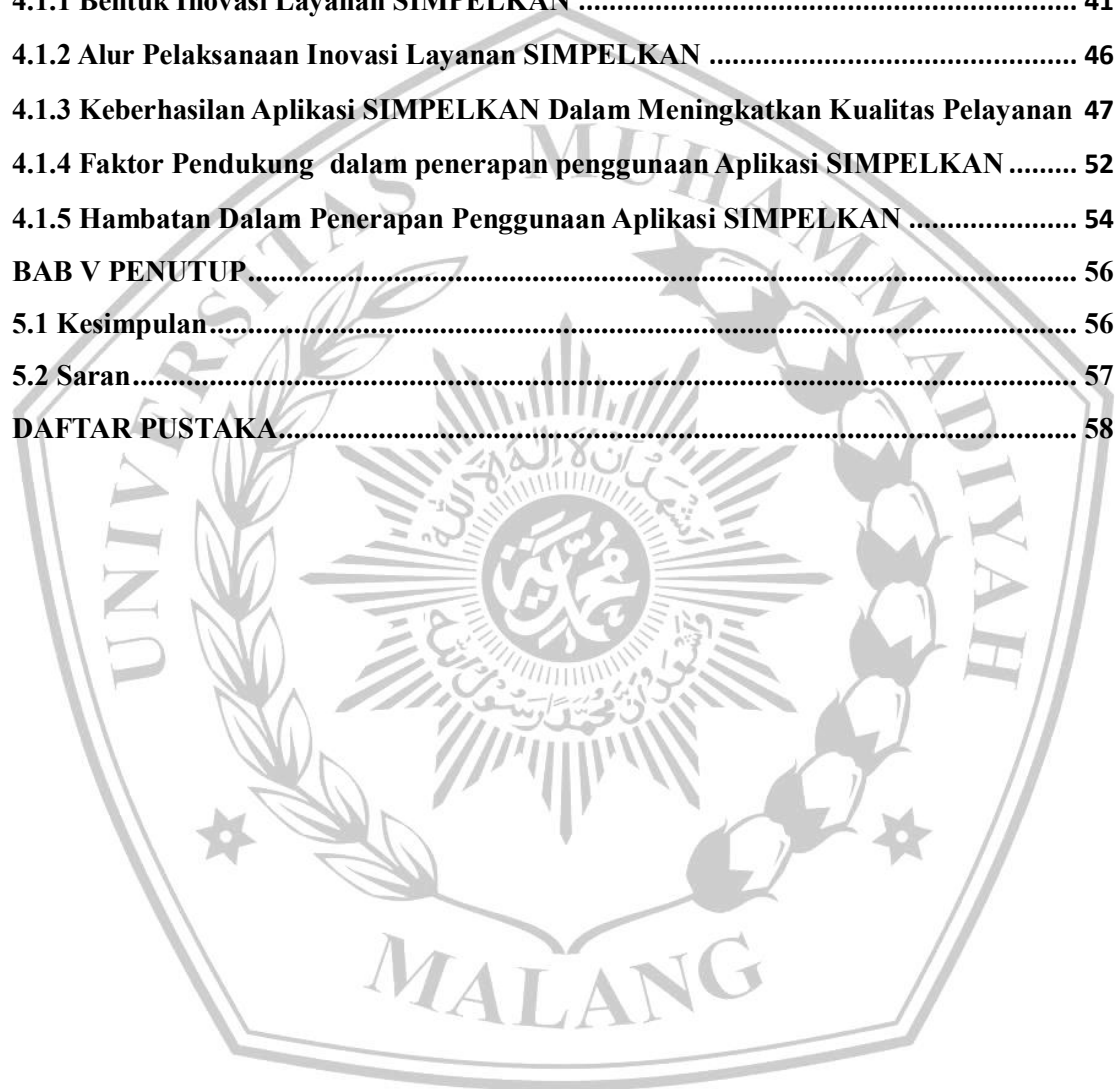 4.1.1 Bentuk Inovasi Layanan SIMPELKAN ................................................................. 41
4.1.2 Alur Pelaksanaan Inovasi Layanan SIMPELKAN ................................................ 46
4.1.3 Keberhasilan Aplikasi SIMPELKAN Dalam Meningkatkan Kualitas Pelayanan 47
4.1.4 Faktor Pendukung dalam penerapan penggunaan Aplikasi SIMPELKAN ......... 52
4.1.5 Hambatan Dalam Penerapan Penggunaan Aplikasi SIMPELKAN ...................... 54
BAB V PENUTUP............................................................................................................. 56
5.1 Kesimpulan.................................................................................................................. 56
5.2 Saran............................................................................................................................ 57
DAFTAR PUSTAKA......................................................................................................... 58
UNIVERSITAS MUHAMMADIYAH
MALANG